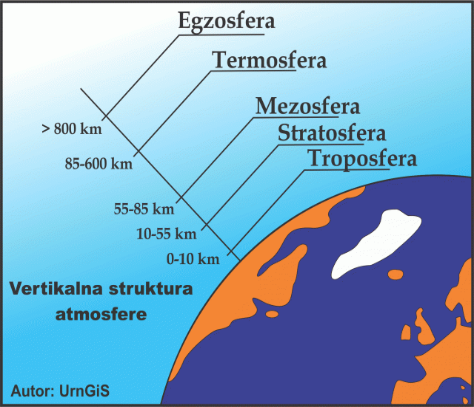 Egzosfera
Termosfera
Mezosfera
Stratosfera
Troposfera
> 800 km
85-600 km
55-85 km
10-55 km
0-10 km
Vertikalna struktura
atmosfere
Autor: UrnGiS